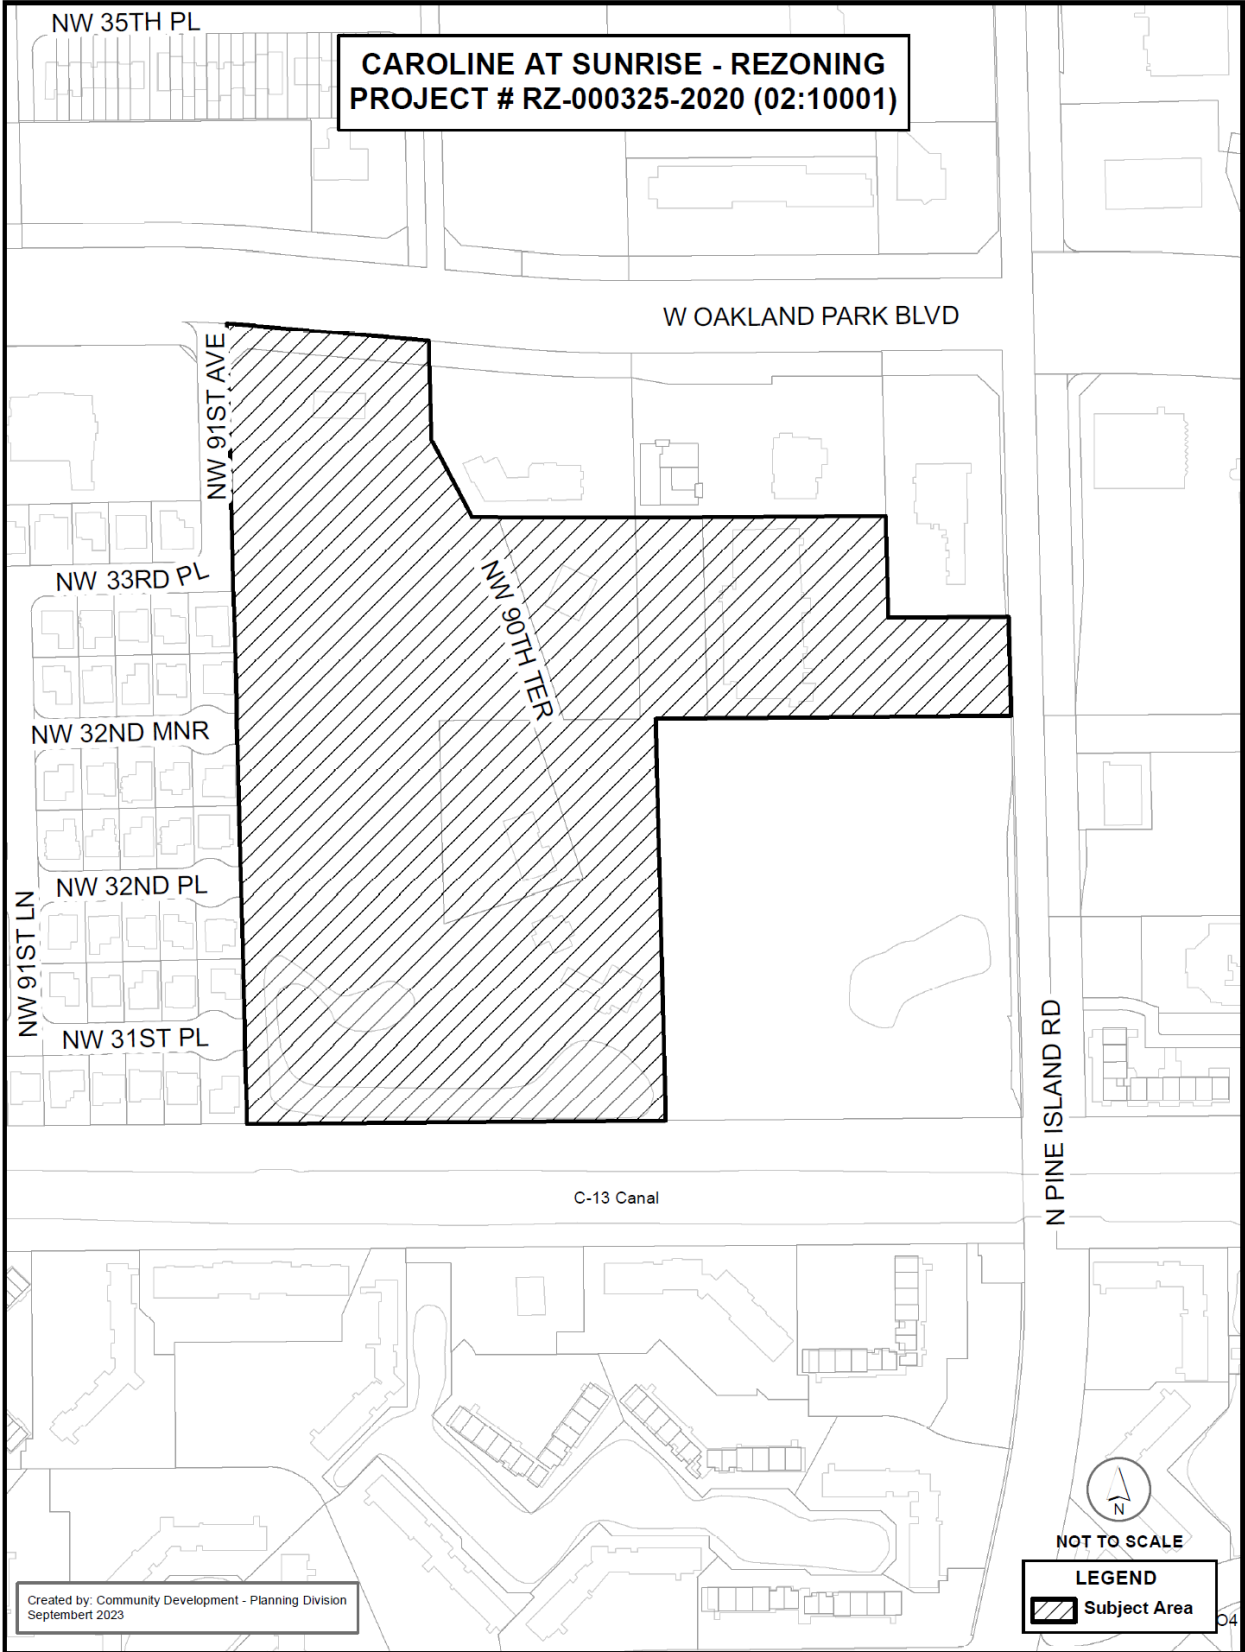 NW 35TH PL
CAROLINE AT SUNRISE - REZONING
PROJECT # RZ-000325-2020 (02:10001)
W OAKLAND PARK BLVD
NW 91ST AVE
NW 33RD PL
NW 90TH TER
NW 32ND MNR
NW 32ND PL
NW 91ST LN
NW 31ST PL
N PINE ISLAND RD
C-13 Canal
N
NOT TO SCALE
LEGEND
Subject Area
Created by: Community Development - Planning Division
Septembert 2023